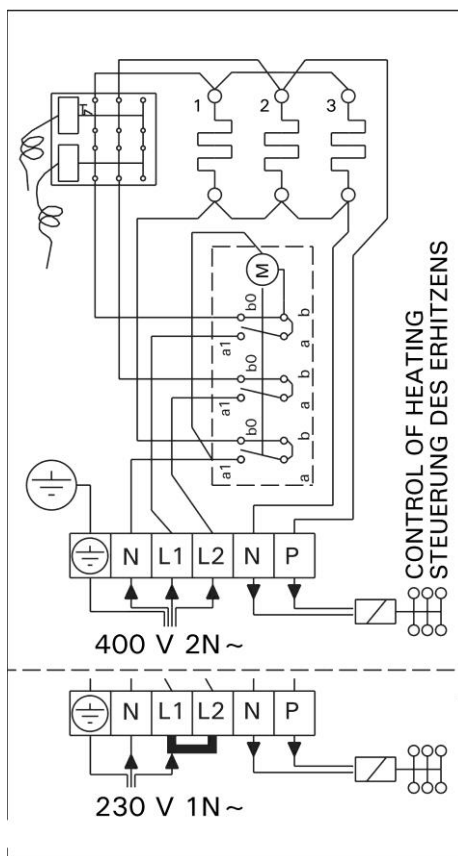 1 2 3
M
b0 b
a1 a
b0 b
a1 a
b0 b
a1 a
N L1 L2 N P
400 V 2N ~
CONTROL OF HEATING
STEUERUNG DES ERHITZENS
N L1 L2 N P
230 V 1N ~